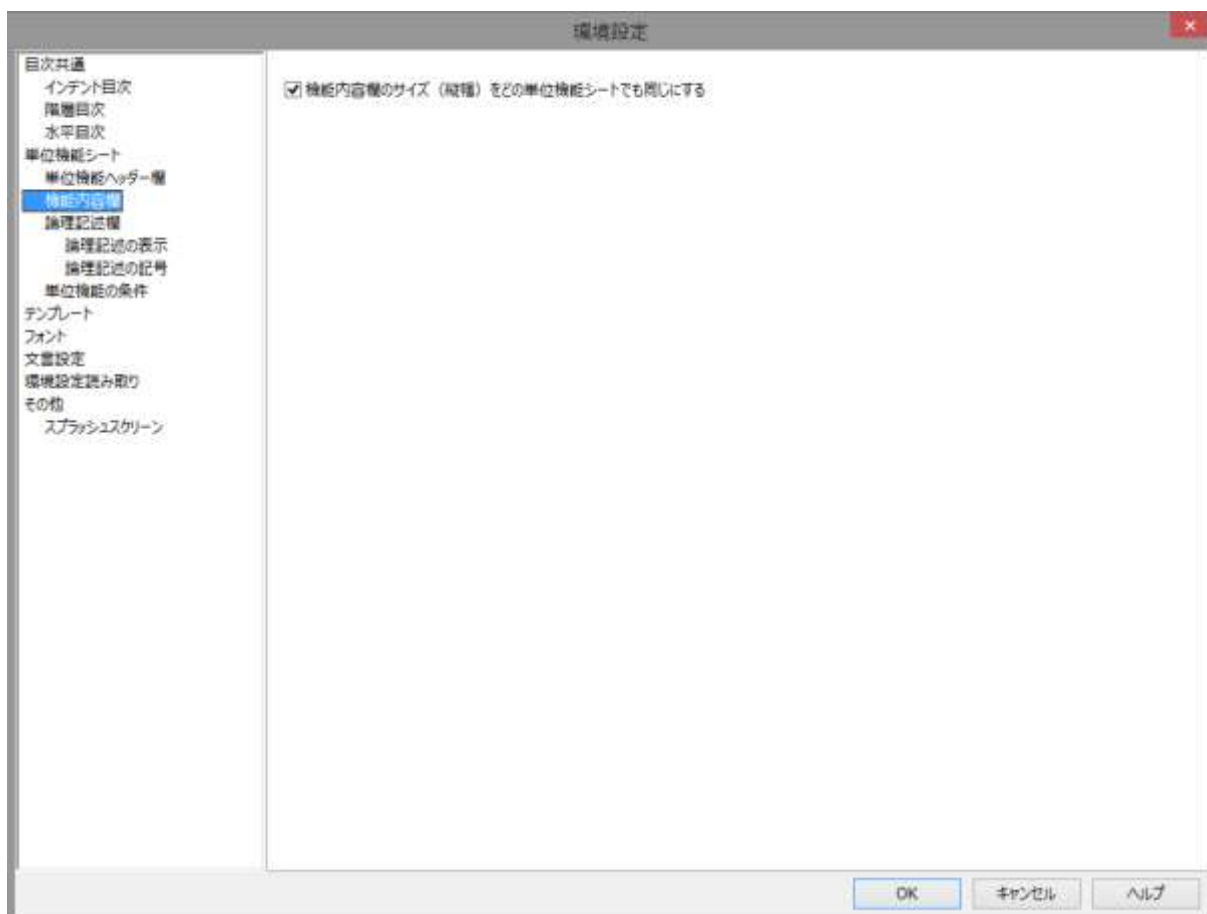 環境設定
目次共通
インデント目次
階層目次
水平目次
単位機能シート
単位機能ヘッダー欄
機能内容欄
論理記述欄
論理記述の表示
論理記述の記号
単位機能の条件
テンプレート
フォント
文書設定
環境設定読み取り
その他
スプラッシュスクリーン
機能内容欄のサイズ（縦幅）をどの単位機能シートでも同じにする
OK
キャンセル
ヘルプ